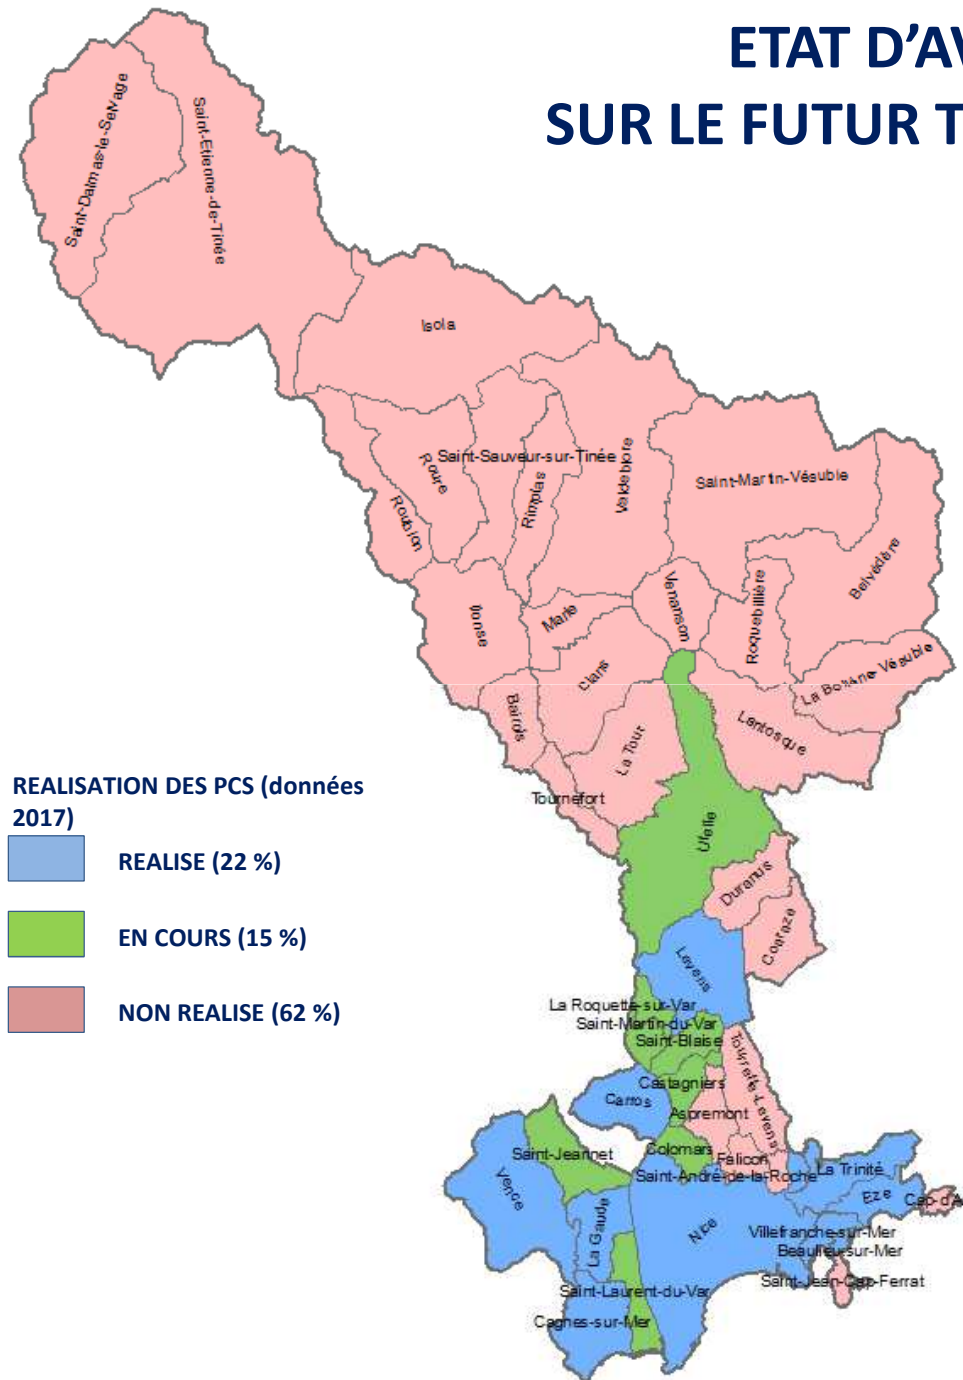 ETAT D’AV
SUR LE FUTUR T
Saint-Dalmas-le-Selvage
Saint-Etienne-de-Tinée
Isola
Roure
Saint-Sauveur-sur-Tinée
Rimplas
Valdeblore
Saint-Martin-Vésubie
Roubion
Belvédère
Ilonse
Marie
Venanson
Roquebillière
Clans
La Bollène-Vésubie
Bairols
La Tour
Lantosque
Tournefort
Utelle
Duranus
Coaraze
REALISATION DES PCS (données
2017)
REALISE (22 %)
EN COURS (15 %)
NON REALISE (62 %)
Levens
La Roquette-sur-Var
Saint-Martin-du-Var
Saint-Blaise
Tourrette-Levens
Castagniers
Carros
Aspremont
Colomars
Saint-Jeannet
Falicon
Saint-André-de-la-Roche
La Trinité
Vence
Eze
Cap-d'A
La Gaude
Nice
Villefranche-sur-Mer
Beaulieu-sur-Mer
Saint-Jean-Cap-Ferrat
Saint-Laurent-du-Var
Cagnes-sur-Mer